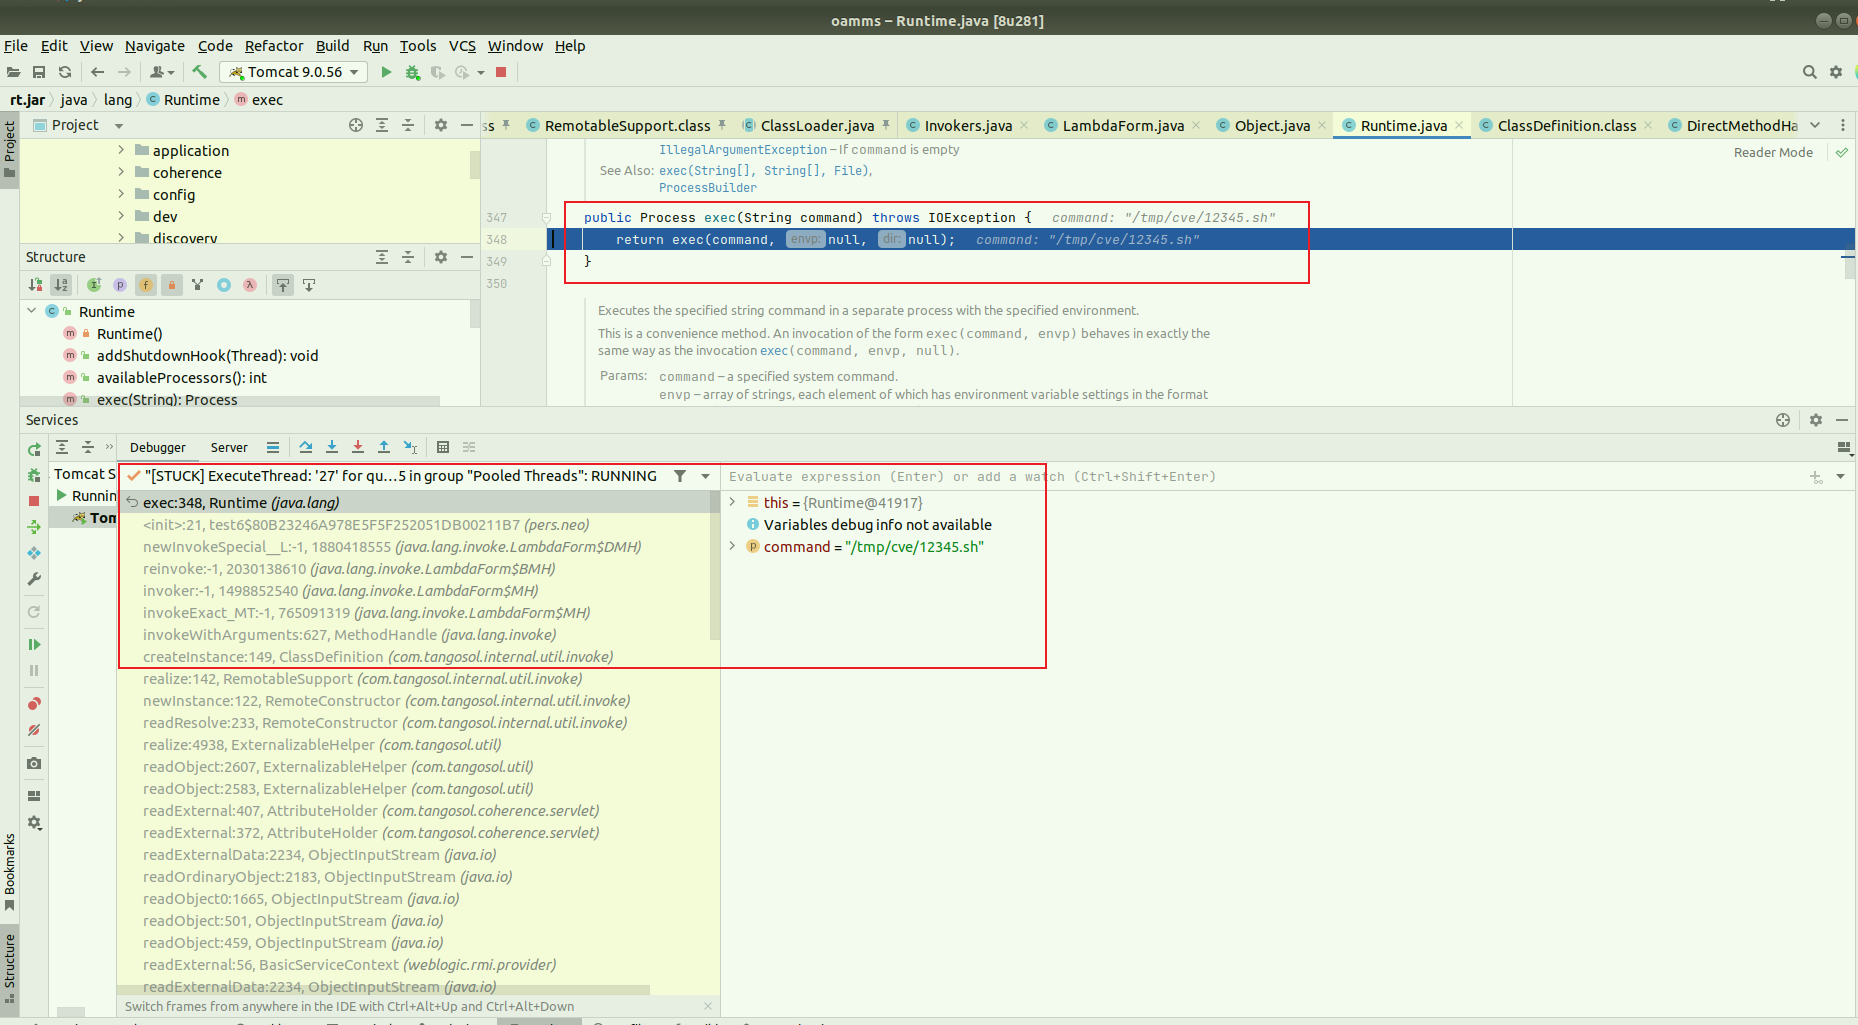 oamms – Runtime.java [8u281]
File Edit View Navigate Code Refactor Build Run Tools VCS Window Help
Tomcat 9.0.56
rt.jar java lang Runtime exec
Project
ss RemotableSupport.class ClassLoader.java Invokers.java LambdaForm.java Object.java Runtime.java ClassDefinition.class DirectMethodHa
Project
application
coherence
config
dev
discovery
Reader Mode
IllegalArgumentException – If command is empty
See Also: exec(String[], String[], File),
ProcessBuilder
347 public Process exec(String command) throws IOException { command: "/tmp/cve/12345.sh"
348 return exec(command, envp: null, dir: null); command: "/tmp/cve/12345.sh"
349 }
350
Executes the specified string command in a separate process with the specified environment.
This is a convenience method. An invocation of the form exec(command, envp) behaves in exactly the
same way as the invocation exec(command, envp, null).
Params: command – a specified system command.
envp – array of strings, each element of which has environment variable settings in the format
Structure
Runtime
Runtime()
addShutdownHook(Thread): void
availableProcessors(): int
exec(String): Process
Services
Debugger Server
Tomcat S
Runnin
Tom
"[STUCK] ExecuteThread: '27' for qu...5 in group "Pooled Threads": RUNNING
exec:348, Runtime (java.lang)
<init>:21, test6$80B23246A978E5F5F252051DB00211B7 (pers.neo)
newInvokeSpecial__L:-1, 1880418555 (java.lang.invoke.LambdaForm$DMH)
reinvoke:-1, 2030138610 (java.lang.invoke.LambdaForm$BMH)
invoker:-1, 1498852540 (java.lang.invoke.LambdaForm$MH)
invokeExact_MT:-1, 765091319 (java.lang.invoke.LambdaForm$MH)
invokeWithArguments:627, MethodHandle (java.lang.invoke)
createInstance:149, ClassDefinition (com.tangosol.internal.util.invoke)
realize:142, RemotableSupport (com.tangosol.internal.util.invoke)
newInstance:122, RemoteConstructor (com.tangosol.internal.util.invoke)
readResolve:233, RemoteConstructor (com.tangosol.internal.util.invoke)
realize:4938, ExternalizableHelper (com.tangosol.util)
readObject:2607, ExternalizableHelper (com.tangosol.util)
readObject:2583, ExternalizableHelper (com.tangosol.util)
readExternal:407, AttributeHolder (com.tangosol.coherence.servlet)
readExternal:372, AttributeHolder (com.tangosol.coherence.servlet)
readExternalData:2234, ObjectInputStream (java.io)
readOrdinaryObject:2183, ObjectInputStream (java.io)
readObject0:1665, ObjectInputStream (java.io)
readObject:501, ObjectInputStream (java.io)
readObject:459, ObjectInputStream (java.io)
readExternal:56, BasicServiceContext (weblogic.rmi.provider)
readExternalData:2234, ObjectInputStream (java.io)
Switch frames from anywhere in the IDE with Ctrl+Alt+Up and Ctrl+Alt+Down
Evaluate expression (Enter) or add a watch (Ctrl+Shift+Enter)
this = {Runtime@41917}
Variables debug info not available
command = "/tmp/cve/12345.sh"
Bookmarks
Structure